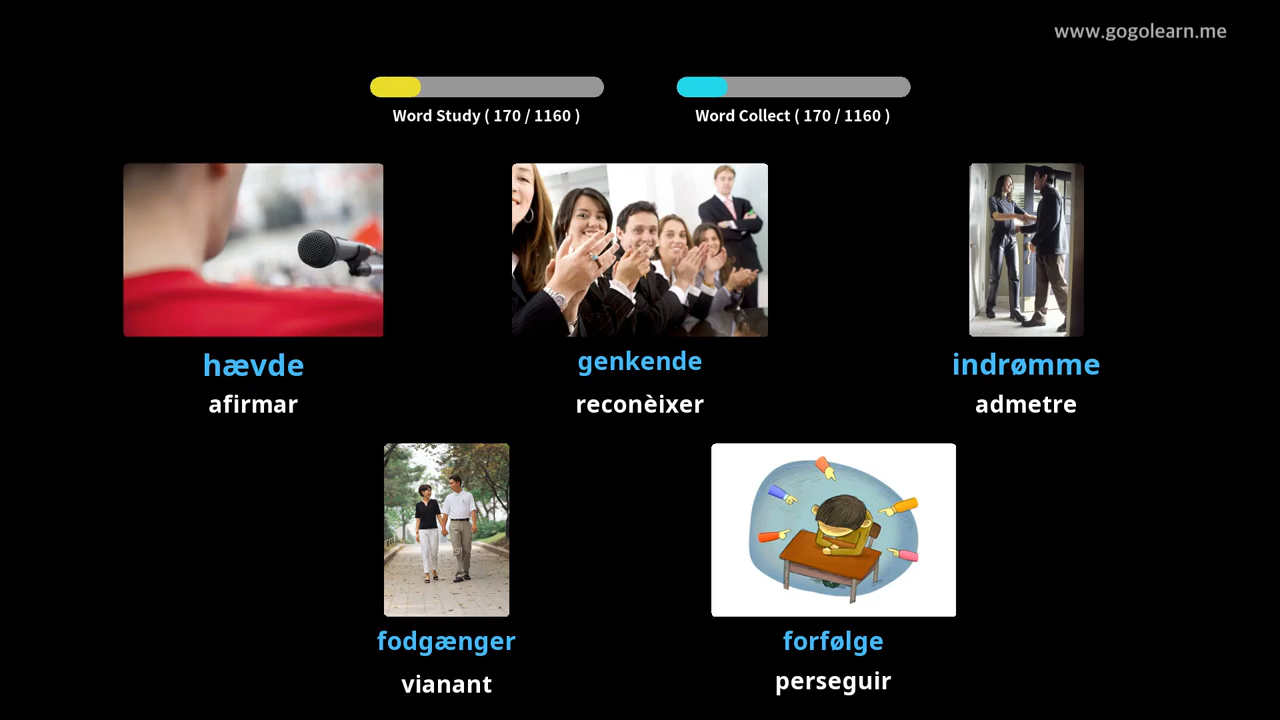 www.gogolearn.me
Word Study ( 170 / 1160 )
Word Collect ( 170 / 1160 )
hævde
genkende
indrømme
afirmar
reconèixer
admetre
fodgænger
forfølge
vianant
perseguir